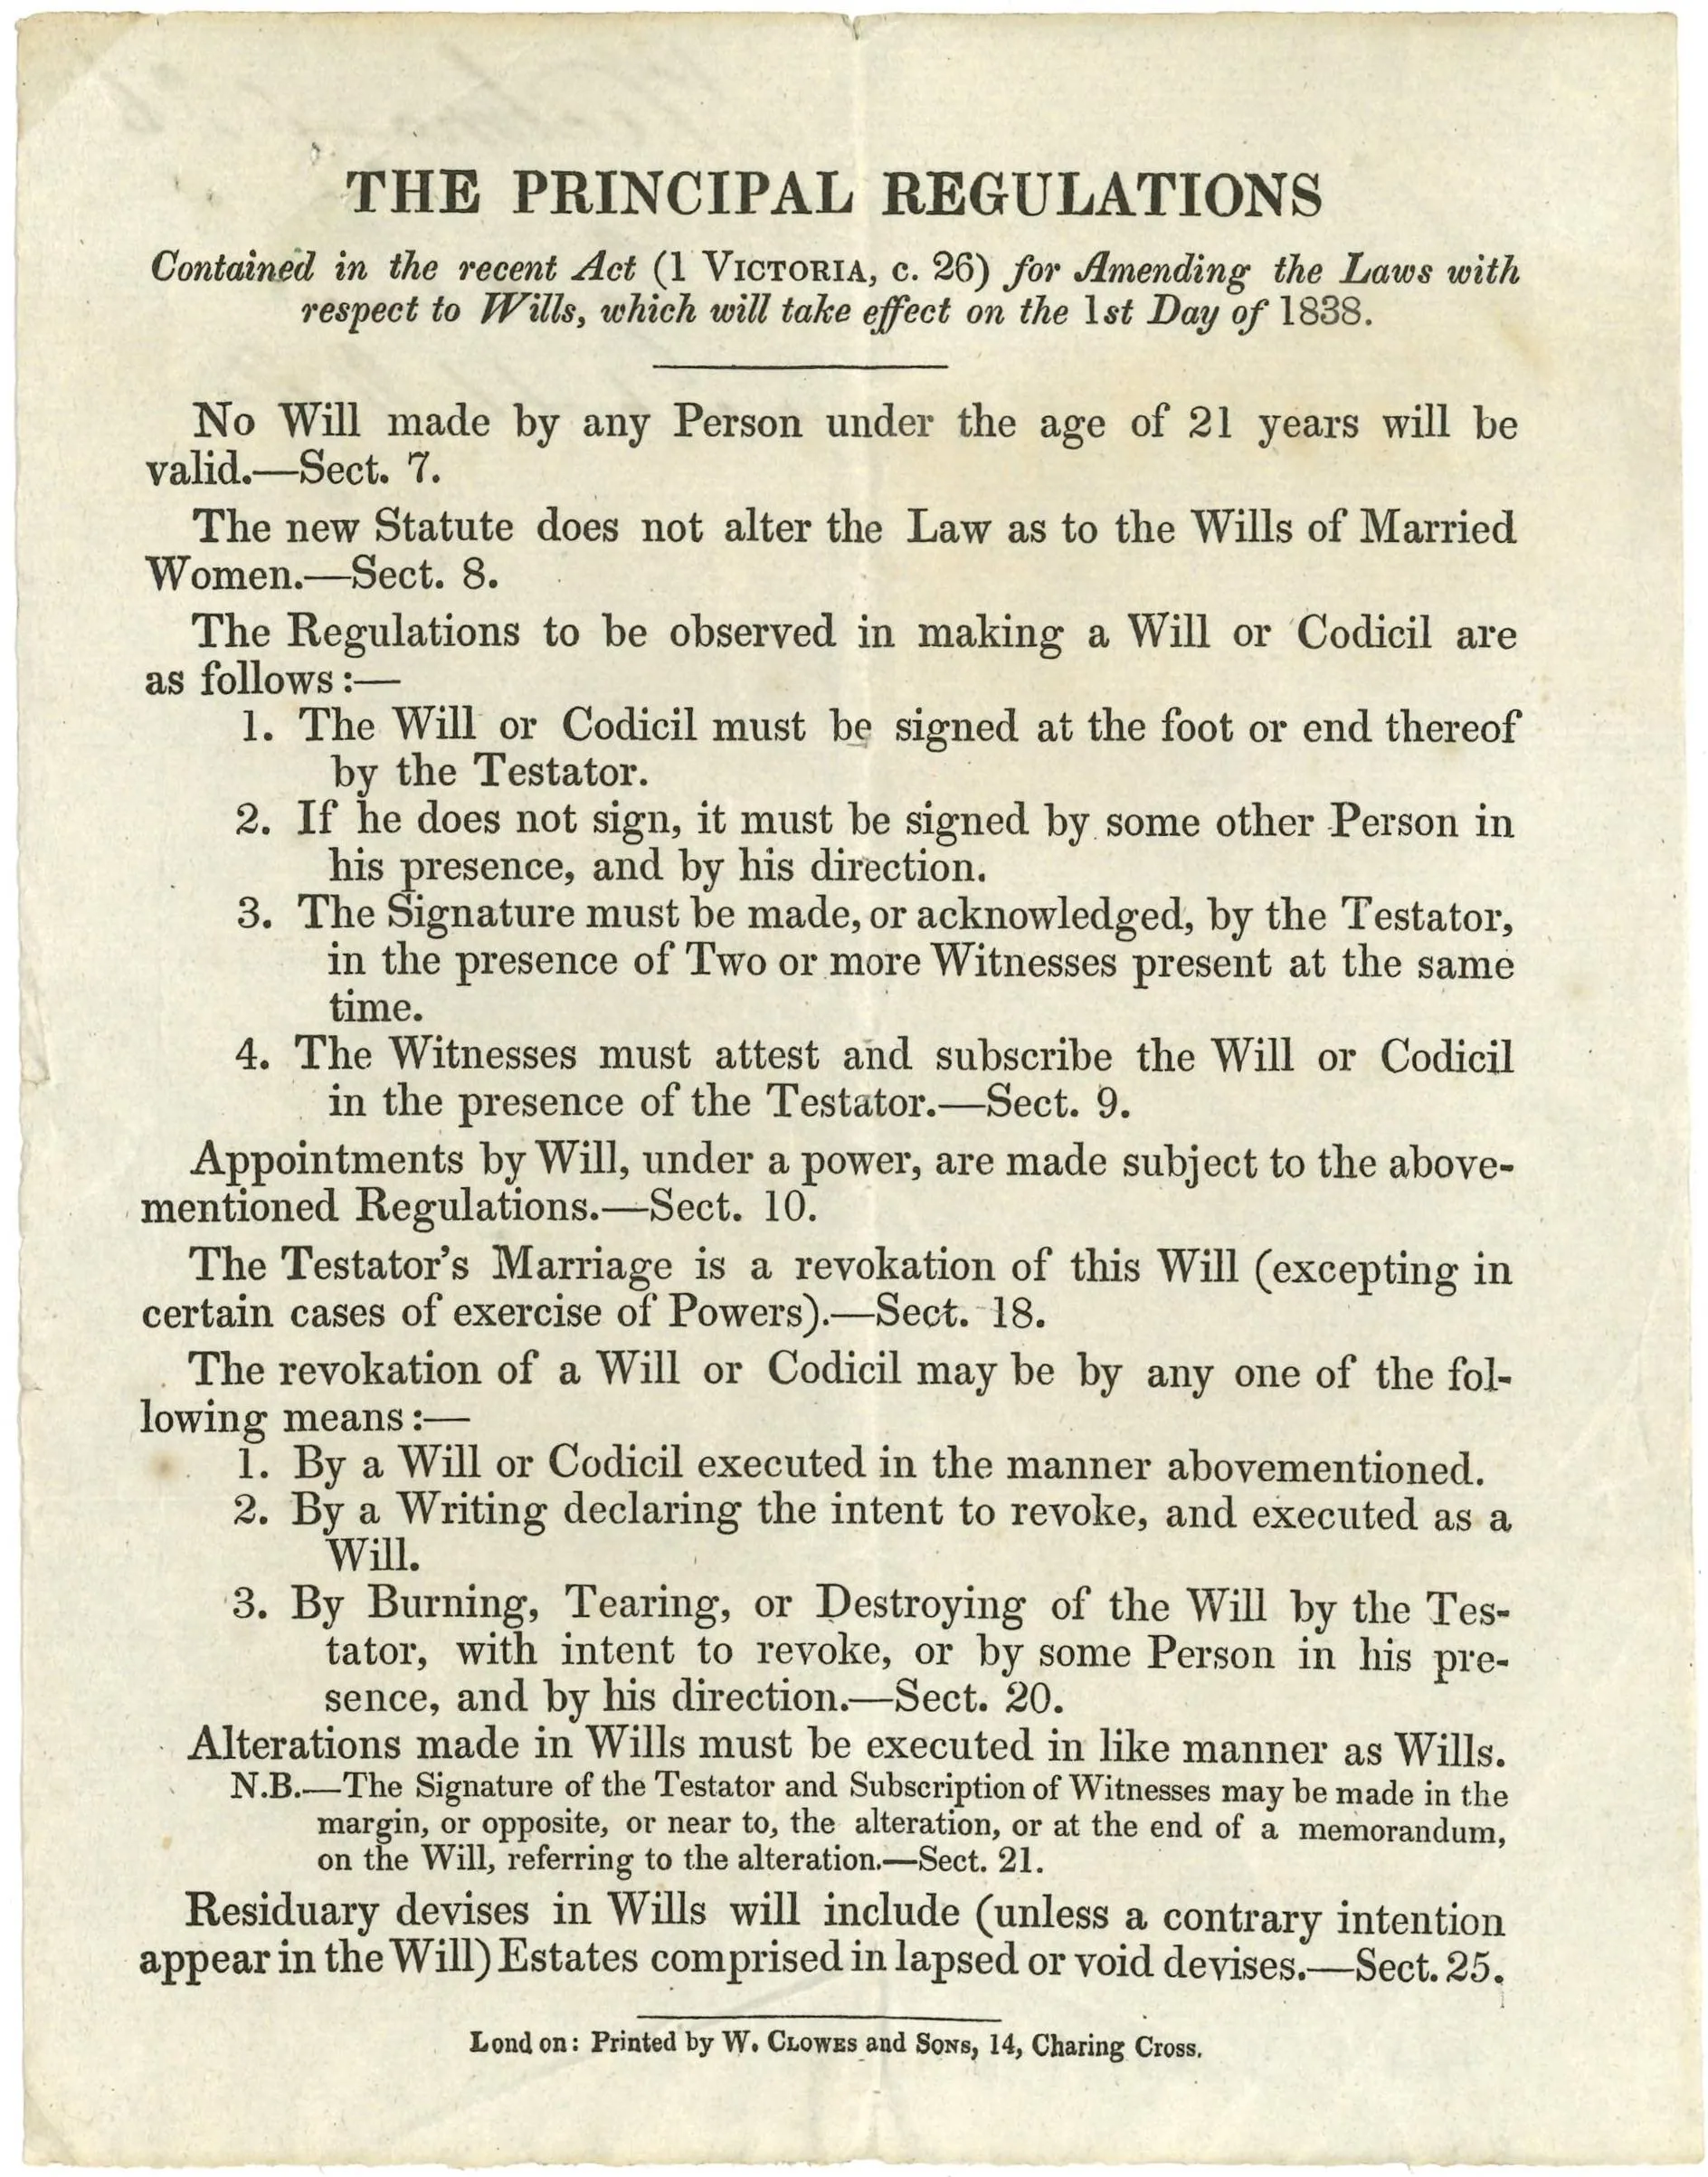 THE PRINCIPAL REGULATIONS
Contained in the recent Act (1 VICTORIA, c. 26) for Amending the Laws with
respect to Wills, which will take effect on the 1st Day of 1838.
No Will made by any Person under the age of 21 years will be
valid.—Sect. 7.
The new Statute does not alter the Law as to the Wills of Married
Women.—Sect. 8.
The Regulations to be observed in making a Will or Codicil are
as follows:—
1. The Will or Codicil must be signed at the foot or end thereof
by the Testator.
2. If he does not sign, it must be signed by some other Person in
his presence, and by his direction.
3. The Signature must be made, or acknowledged, by the Testator,
in the presence of Two or more Witnesses present at the same
time.
4. The Witnesses must attest and subscribe the Will or Codicil
in the presence of the Testator.—Sect. 9.
Appointments by Will, under a power, are made subject to the above-
mentioned Regulations.—Sect. 10.
The Testator's Marriage is a revokation of this Will (excepting in
certain cases of exercise of Powers).—Sect. 18.
The revokation of a Will or Codicil may be by any one of the fol-
lowing means:—
1. By a Will or Codicil executed in the manner abovementioned.
2. By a Writing declaring the intent to revoke, and executed as a
Will.
3. By Burning, Tearing, or Destroying of the Will by the Tes-
tator, with intent to revoke, or by some Person in his pre-
sence, and by his direction.—Sect. 20.
Alterations made in Wills must be executed in like manner as Wills.
N.B.—The Signature of the Testator and Subscription of Witnesses may be made in the
margin, or opposite, or near to, the alteration, or at the end of a memorandum,
on the Will, referring to the alteration.—Sect. 21.
Residuary devises in Wills will include (unless a contrary intention
appear in the Will) Estates comprised in lapsed or void devises.—Sect. 25.
London: Printed by W. CLOWES and SONS, 14, Charing Cross.